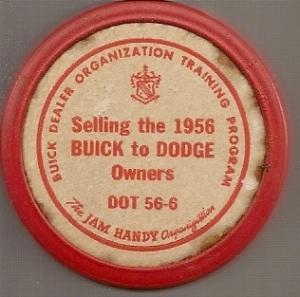 BUICK DEALER ORGANIZATION TRAINING PROGRAM
Selling the 1956
BUICK to DODGE
Owners
DOT 56-6
The JAM HANDY Organization